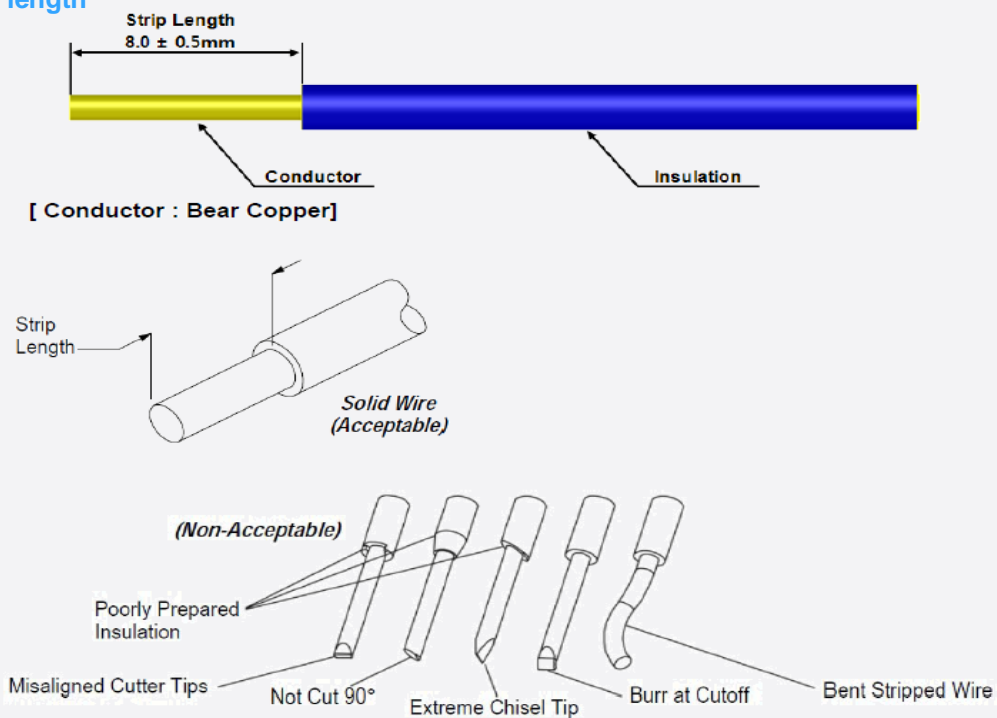 length
Strip Length
8.0 ± 0.5mm
Conductor
Insulation
[ Conductor : Bear Copper]
Strip
Length
Solid Wire
(Acceptable)
(Non-Acceptable)
Poorly Prepared
Insulation
Misaligned Cutter Tips
Not Cut 90°
Extreme Chisel Tip
Burr at Cutoff
Bent Stripped Wire